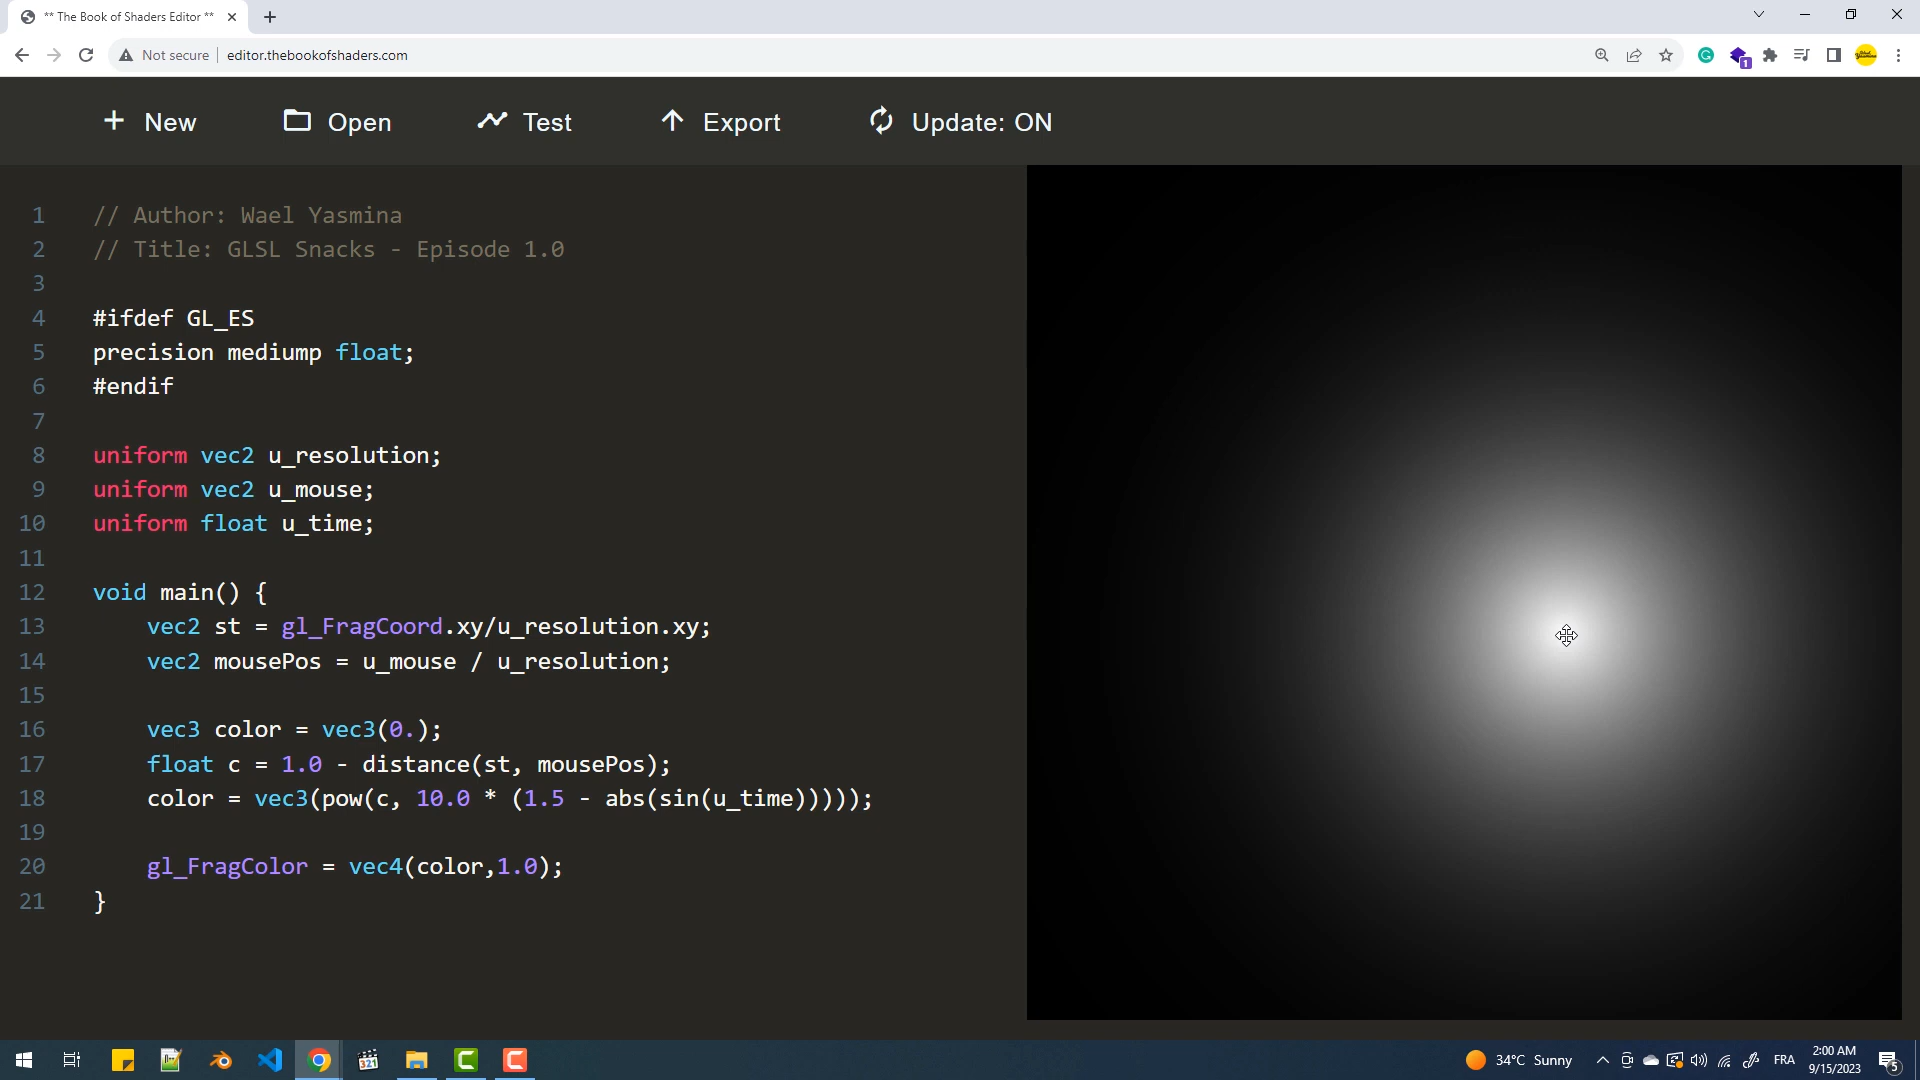 ** The Book of Shaders Editor **
Not secure
editor.thebookofshaders.com
1
New
Open
Test
Export
Update: ON
1 // Author: Wael Yasmina
2 // Title: GLSL Snacks - Episode 1.0
3
4 #ifdef GL_ES
5 precision mediump float;
6 #endif
7
8 uniform vec2 u_resolution;
9 uniform vec2 u_mouse;
10 uniform float u_time;
11
12 void main() {
13 vec2 st = gl_FragCoord.xy/u_resolution.xy;
14 vec2 mousePos = u_mouse / u_resolution;
15
16 vec3 color = vec3(0.);
17 float c = 1.0 - distance(st, mousePos);
18 color = vec3(pow(c, 10.0 * (1.5 - abs(sin(u_time)))));
19
20 gl_FragColor = vec4(color,1.0);
21 }
321
34°C Sunny
FRA
2:00 AM
9/15/2023
5